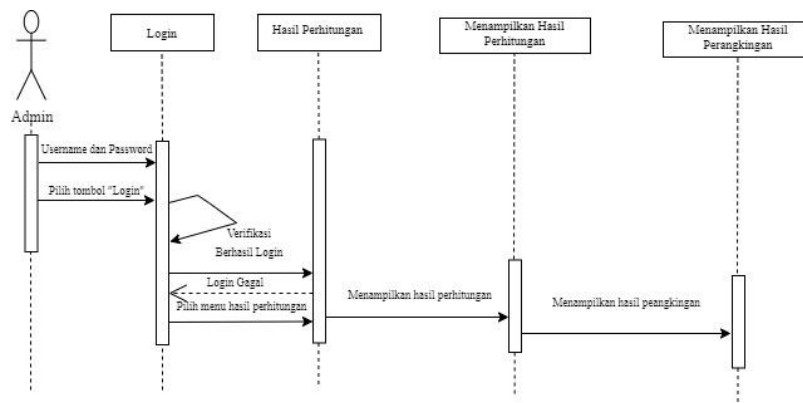 Login
Hasil Perhitungan
Menampilkan Hasil
Perhitungan
Menampilkan Hasil
Perangkingan
Admin
Username dan Password
Pilih tombol "Login"
Verifikasi
Berhasil Login
Login Gagal
Pilih menu hasil perhitungan
Menampilkan hasil perhitungan
Menampilkan hasil peangkingan